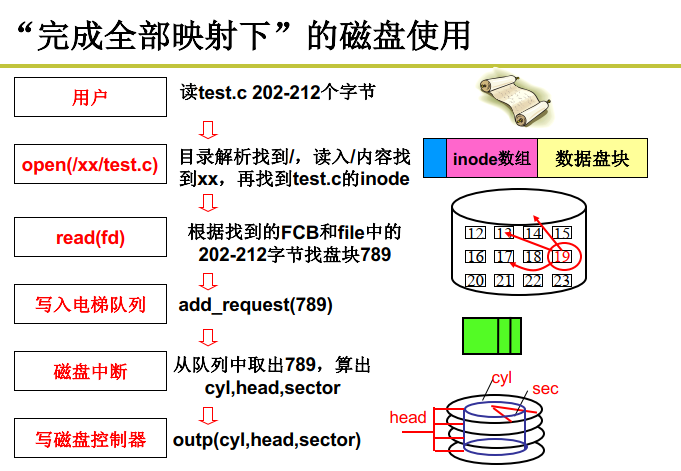 “完成全部映射下”的磁盘使用
用户
读test.c 202-212个字节
open(/xx/test.c)
目录解析找到/，读入/内容找
到xx，再找到test.c的inode
inode数组
数据盘块
read(fd)
根据找到的FCB和file中的
202-212字节找盘块789
12 13 14 15
16 17 18 19
20 21 22 23
写入电梯队列
add_request(789)
磁盘中断
从队列中取出789，算出
cyl,head,sector
写磁盘控制器
outp(cyl,head,sector)
cyl
sec
head